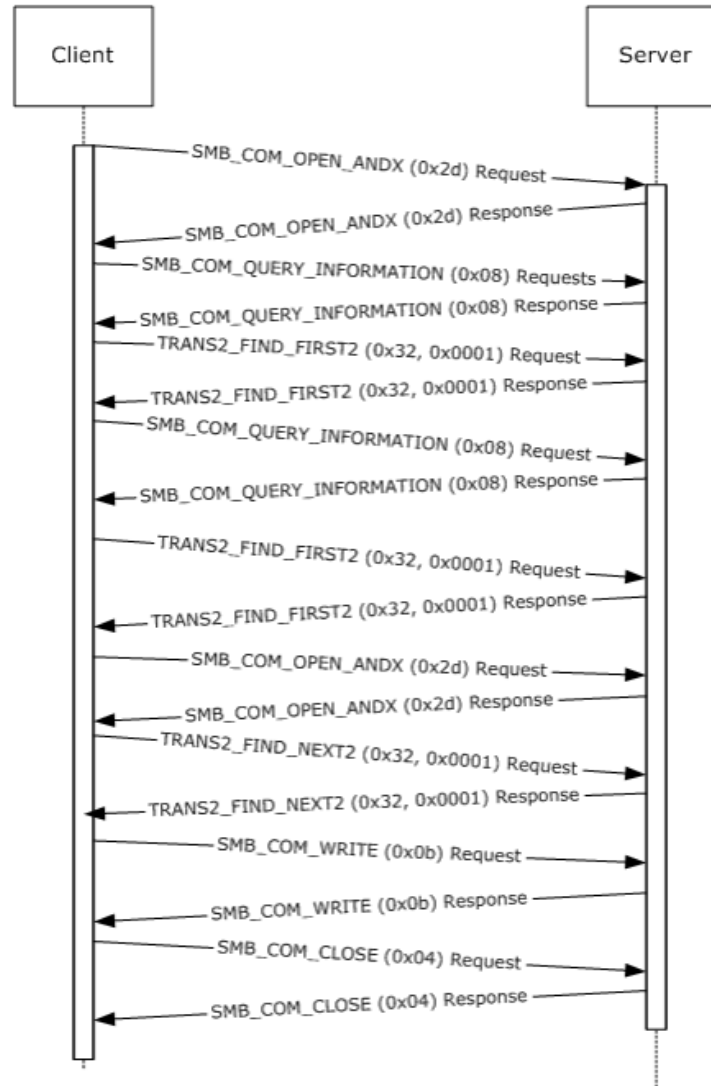 Client
Server
SMB_COM_OPEN_ANDX (0x2d) Request
SMB_COM_OPEN_ANDX (0x2d) Response
SMB_COM_QUERY_INFORMATION (0x08) Requests
SMB_COM_QUERY_INFORMATION (0x08) Response
TRANS2_FIND_FIRST2 (0x32, 0x0001) Request
TRANS2_FIND_FIRST2 (0x32, 0x0001) Response
SMB_COM_QUERY_INFORMATION (0x08) Request
SMB_COM_QUERY_INFORMATION (0x08) Response
TRANS2_FIND_FIRST2 (0x32, 0x0001) Request
TRANS2_FIND_FIRST2 (0x32, 0x0001) Response
SMB_COM_OPEN_ANDX (0x2d) Request
SMB_COM_OPEN_ANDX (0x2d) Response
TRANS2_FIND_NEXT2 (0x32, 0x0001) Request
TRANS2_FIND_NEXT2 (0x32, 0x0001) Response
SMB_COM_WRITE (0x0b) Request
SMB_COM_WRITE (0x0b) Response
SMB_COM_CLOSE (0x04) Request
SMB_COM_CLOSE (0x04) Response